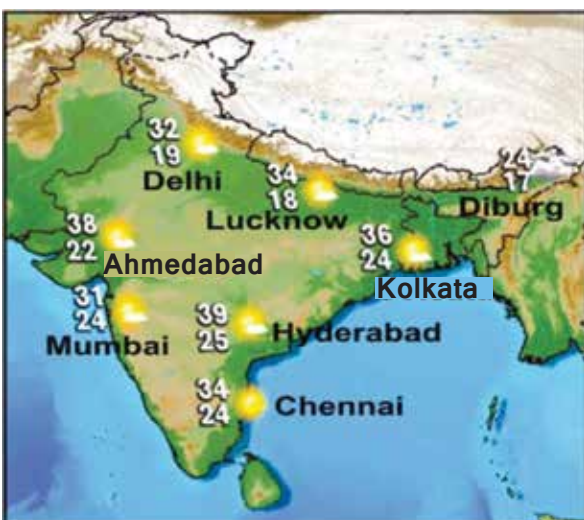 32
19
Delhi
34
18
Lucknow
24
17
Diburg
38
22
Ahmedabad
36
24
Kolkata
31
24
Mumbai
39
25
Hyderabad
34
24
Chennai